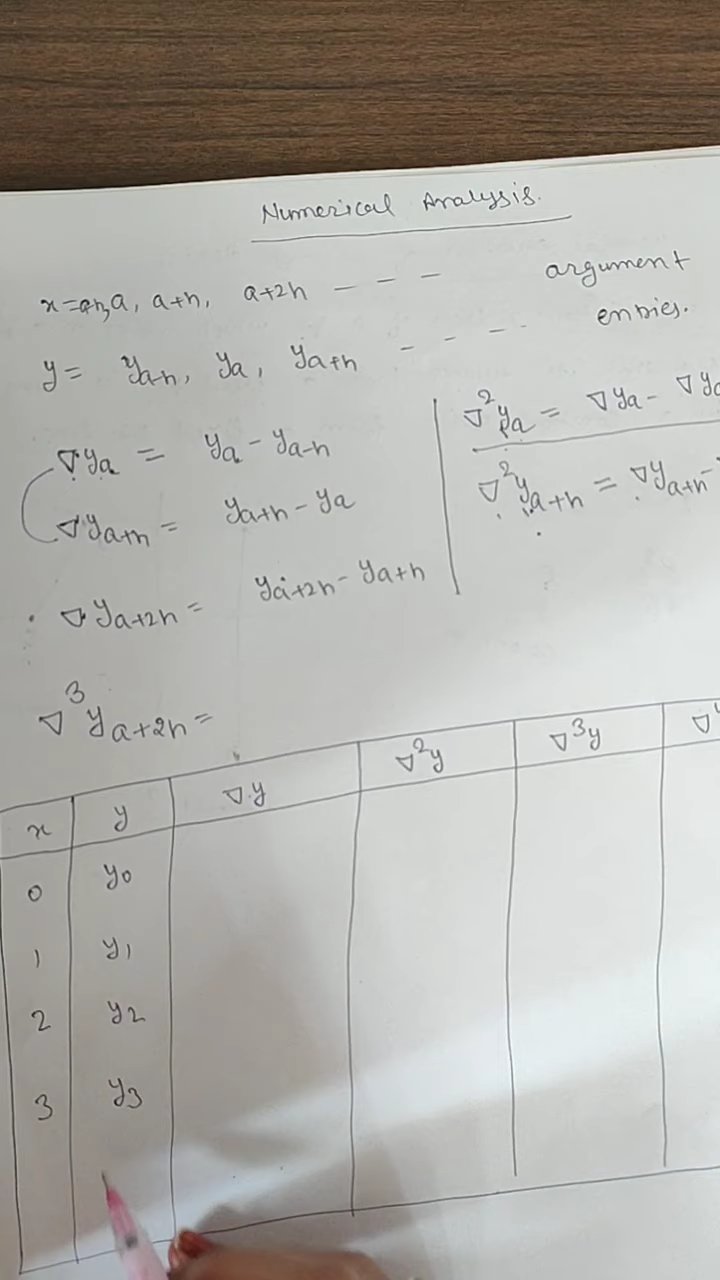 Numerical Analysis.
x = a-h, a, a+h, a+2h - - - argument
y = ya-h, ya, ya+h - - - - entries.
∇ya = ya - ya-h
∇ya+h = ya+h - ya
∇ya+2h = ya+2h - ya+h
∇³ya+2h =
∇²ya = ∇ya - ∇ya
∇²ya+h = ∇ya+h -
x y ∇y ∇²y ∇³y ∇
0 y0
1 y1
2 y2
3 y3